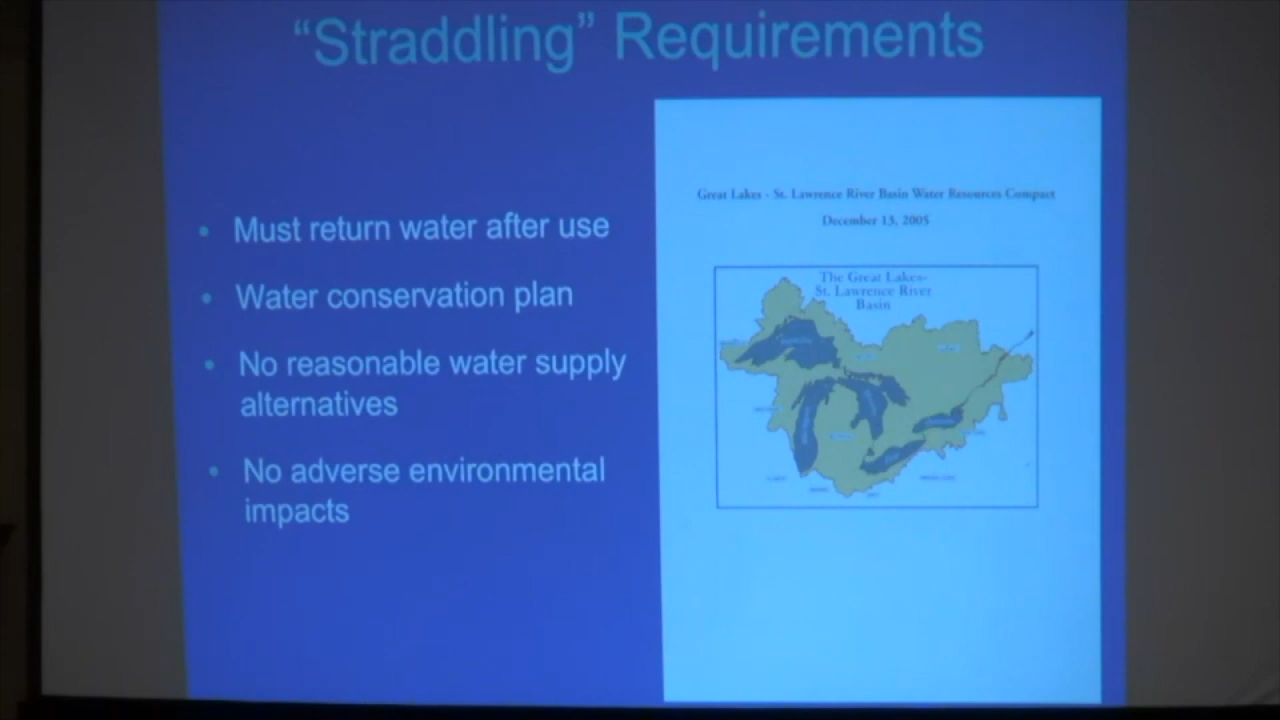 “Straddling” Requirements
• Must return water after use
• Water conservation plan
• No reasonable water supply
alternatives
• No adverse environmental
impacts
Great Lakes - St. Lawrence River Basin Water Resources Compact
December 13, 2005
The Great Lakes-
St. Lawrence River
Basin